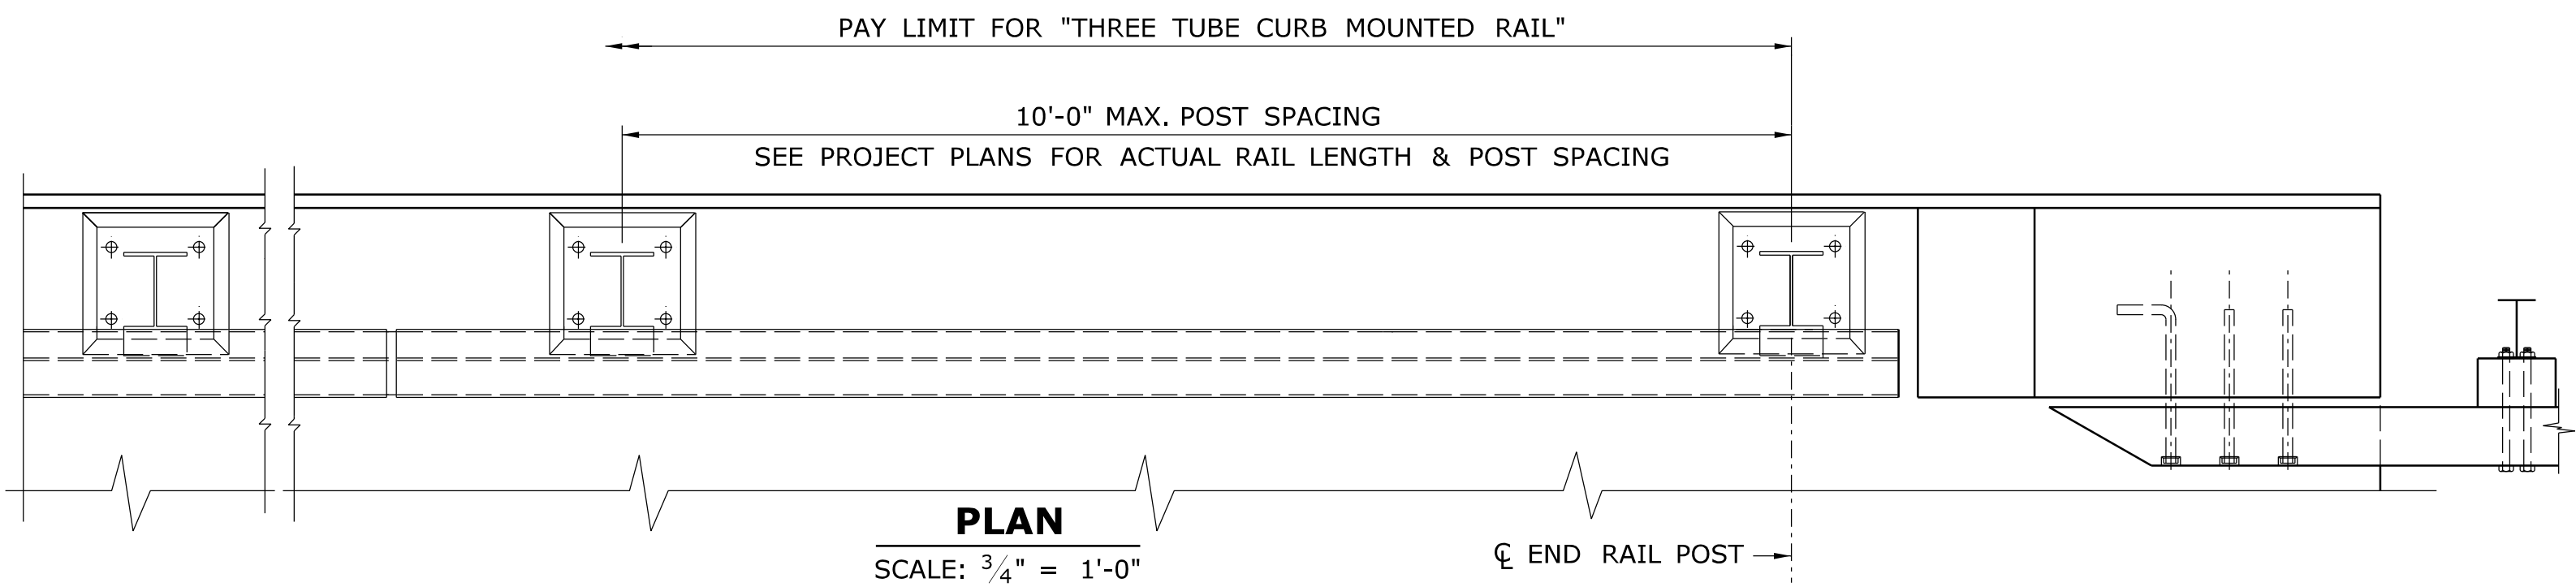 PAY LIMIT FOR "THREE TUBE CURB MOUNTED RAIL"
10'-0" MAX. POST SPACING
SEE PROJECT PLANS FOR ACTUAL RAIL LENGTH & POST SPACING
PLAN
SCALE: 3/4" = 1'-0"
℄ END RAIL POST